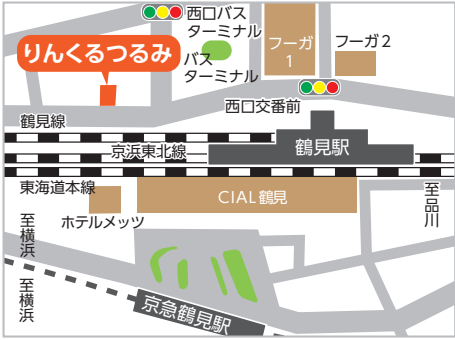 西口バス
ターミナル
フーガ
1
フーガ2
りんくるつるみ
バス
ターミナル
西口交番前
鶴見線
京浜東北線
鶴見駅
東海道本線
CIAL鶴見
至品川
ホテルメッツ
至横浜
至横浜
京急鶴見駅